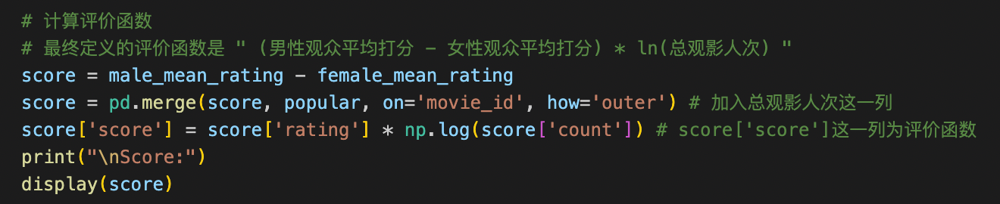 # 计算评价函数
# 最终定义的评价函数是 " (男性观众平均打分 - 女性观众平均打分) * ln(总观影人次) "
score = male_mean_rating - female_mean_rating
score = pd.merge(score, popular, on='movie_id', how='outer') # 加入总观影人次这一列
score['score'] = score['rating'] * np.log(score['count']) # score['score']这一列为评价函数
print("\nScore:")
display(score)